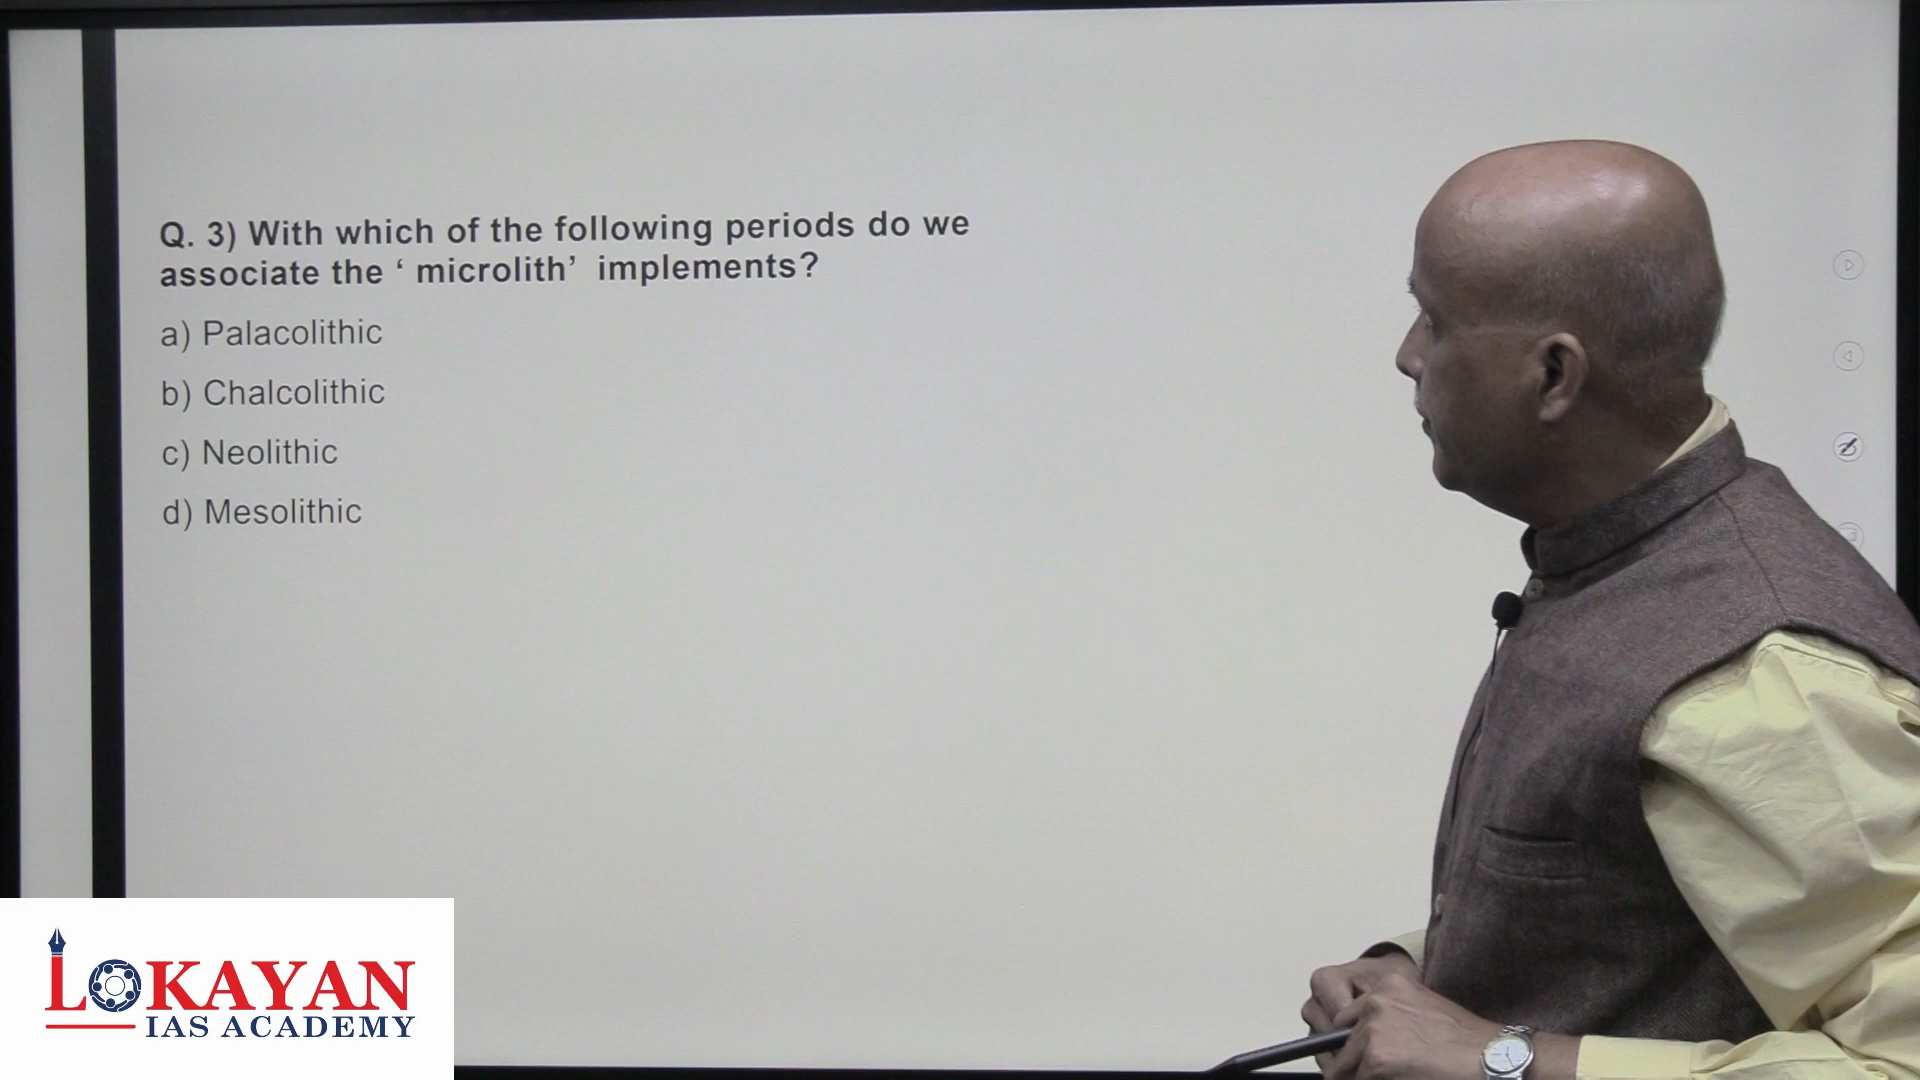 Q. 3) With which of the following periods do we
associate the ‘ microlith’ implements?
a) Palacolithic
b) Chalcolithic
c) Neolithic
d) Mesolithic
LOKAYAN
IAS ACADEMY